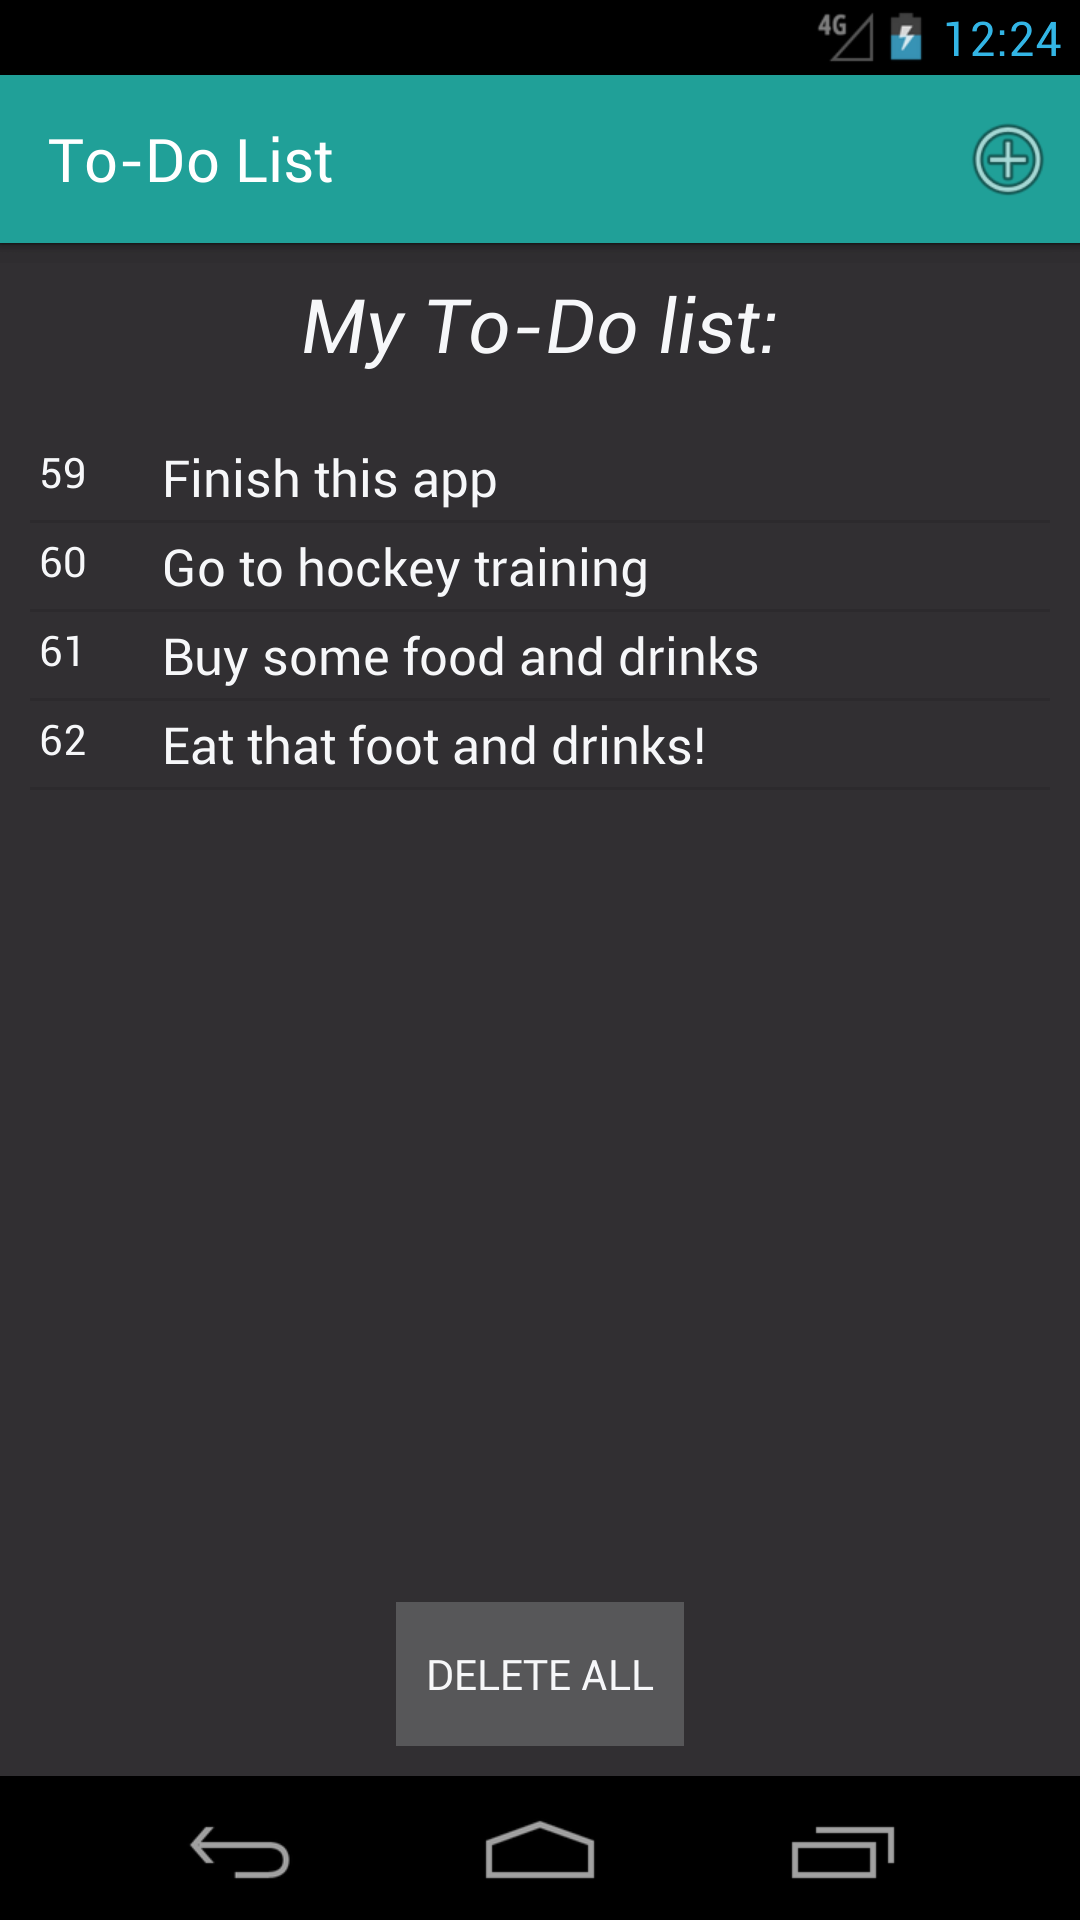 4G 12:24
To-Do List
My To-Do list:
59 Finish this app
60 Go to hockey training
61 Buy some food and drinks
62 Eat that foot and drinks!
DELETE ALL